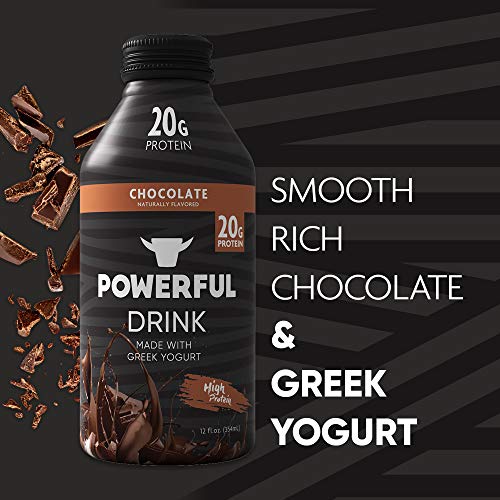 20G
PROTEIN
CHOCOLATE
NATURALLY FLAVORED
20G
PROTEIN
POWERFUL
DRINK
MADE WITH
GREEK YOGURT
High
Protein
12 fl.oz. (354mL)
SMOOTH
RICH
CHOCOLATE
&
GREEK
YOGURT